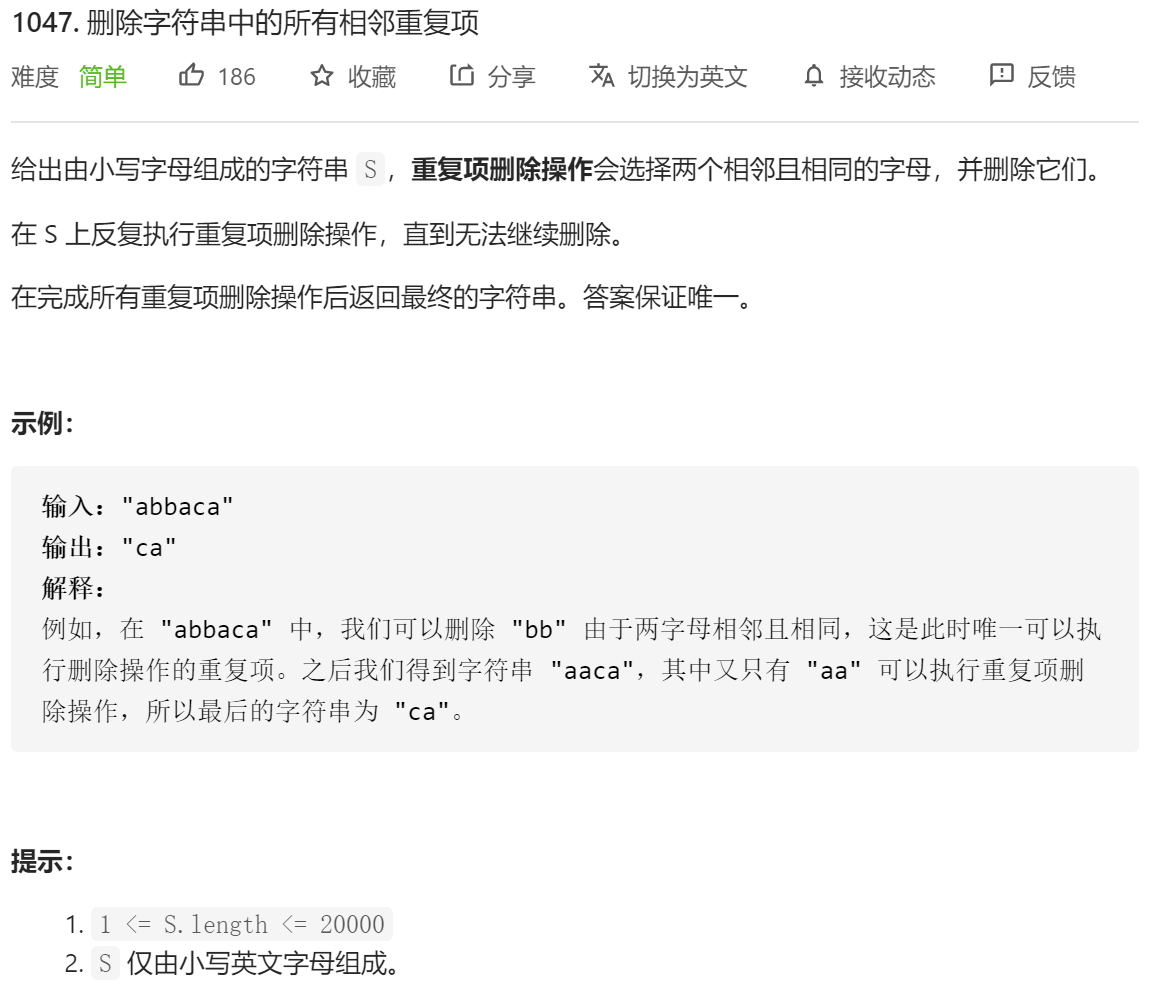 1047. 删除字符串中的所有相邻重复项
难度 简单 186 收藏 分享 切换为英文 接收动态 反馈
给出由小写字母组成的字符串 S，重复项删除操作会选择两个相邻且相同的字母，并删除它们。
在 S 上反复执行重复项删除操作，直到无法继续删除。
在完成所有重复项删除操作后返回最终的字符串。答案保证唯一。
示例：
输入："abbaca"
输出："ca"
解释：
例如，在 "abbaca" 中，我们可以删除 "bb" 由于两字母相邻且相同，这是此时唯一可以执
行删除操作的重复项。之后我们得到字符串 "aaca"，其中又只有 "aa" 可以执行重复项删
除操作，所以最后的字符串为 "ca"。
提示：
1. 1 <= S.length <= 20000
2. S 仅由小写英文字母组成。